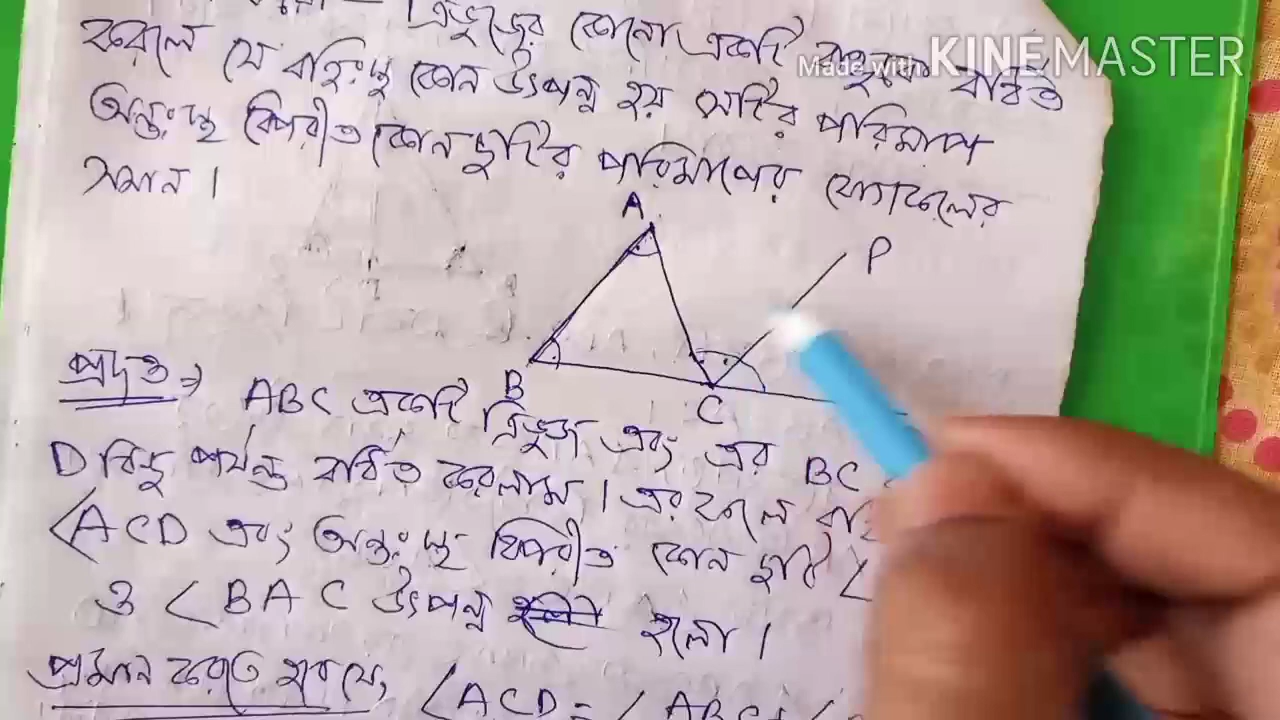 ত্রিভুজের কোনো একটি বাহুকে বর্ধিত
Made with KINEMASTER
করলে যে বহিঃস্থ কোন উৎপন্ন হয় সেটির পরিমাপ
অন্তঃস্থ বিপরীত কোন দুটির পরিমাপের যোগফলের
সমান।
A
P
B
C
প্রদত্ত ⇒ ABC একটি ত্রিভুজ এবং এর BC
D বিন্দু পর্যন্ত বর্ধিত করলাম। এর ফলে
∠ACD এবং অন্তঃস্থ বিপরীত কোন দুটি ∠
ও ∠BAC উৎপন্ন হলো।
প্রমান করতে হবে যে, ∠ACD = ∠ABC + ∠